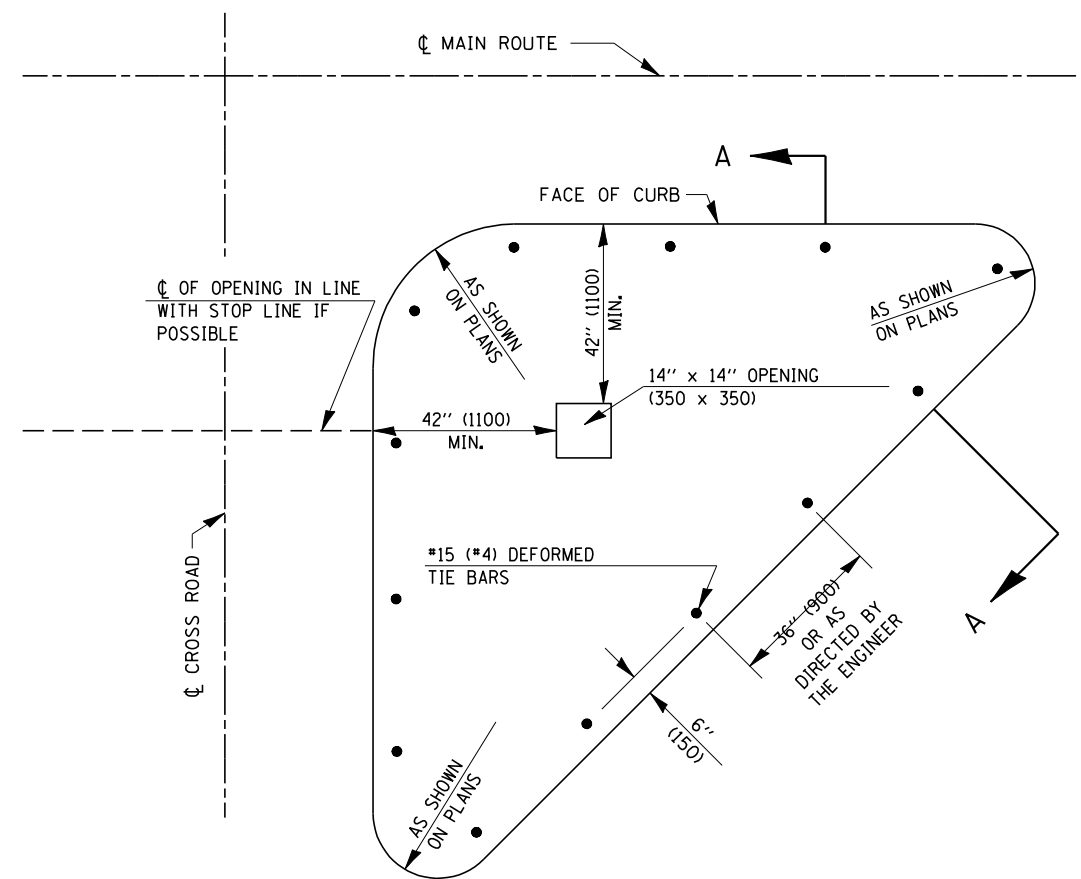 ℄ MAIN ROUTE
A
FACE OF CURB
℄ OF OPENING IN LINE
WITH STOP LINE IF
POSSIBLE
AS SHOWN
ON PLANS
42" (1100)
MIN.
AS SHOWN
ON PLANS
14" x 14" OPENING
(350 x 350)
42" (1100)
MIN.
#15 (#4) DEFORMED
TIE BARS
℄ CROSS ROAD
36" (900)
OR AS
DIRECTED BY
THE ENGINEER
A
6"
(150)
AS SHOWN
ON PLANS